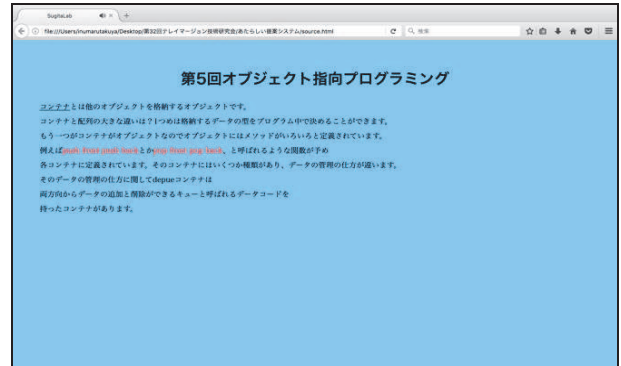 SugitaLab
file:///Users/inumarutakuya/Desktop/第32回テレイマージョン技術研究会/あたらしい授業システム/source.html
検索
第5回オブジェクト指向プログラミング
コンテナとは他のオブジェクトを格納するオブジェクトです。
コンテナと配列の大きな違いは？1つめは格納するデータの型をプログラム中で決めることができます。
もう一つがコンテナがオブジェクトなのでオブジェクトにはメソッドがいろいろと定義されています。
例えば とか 、と呼ばれるような関数が予め
各コンテナに定義されています。そのコンテナにはいくつか種類があり、データの管理の仕方が違います。
そのデータの管理の仕方に関してdepueコンテナは
両方向からデータの追加と削除ができるキューと呼ばれるデータコードを
持ったコンテナがあります。